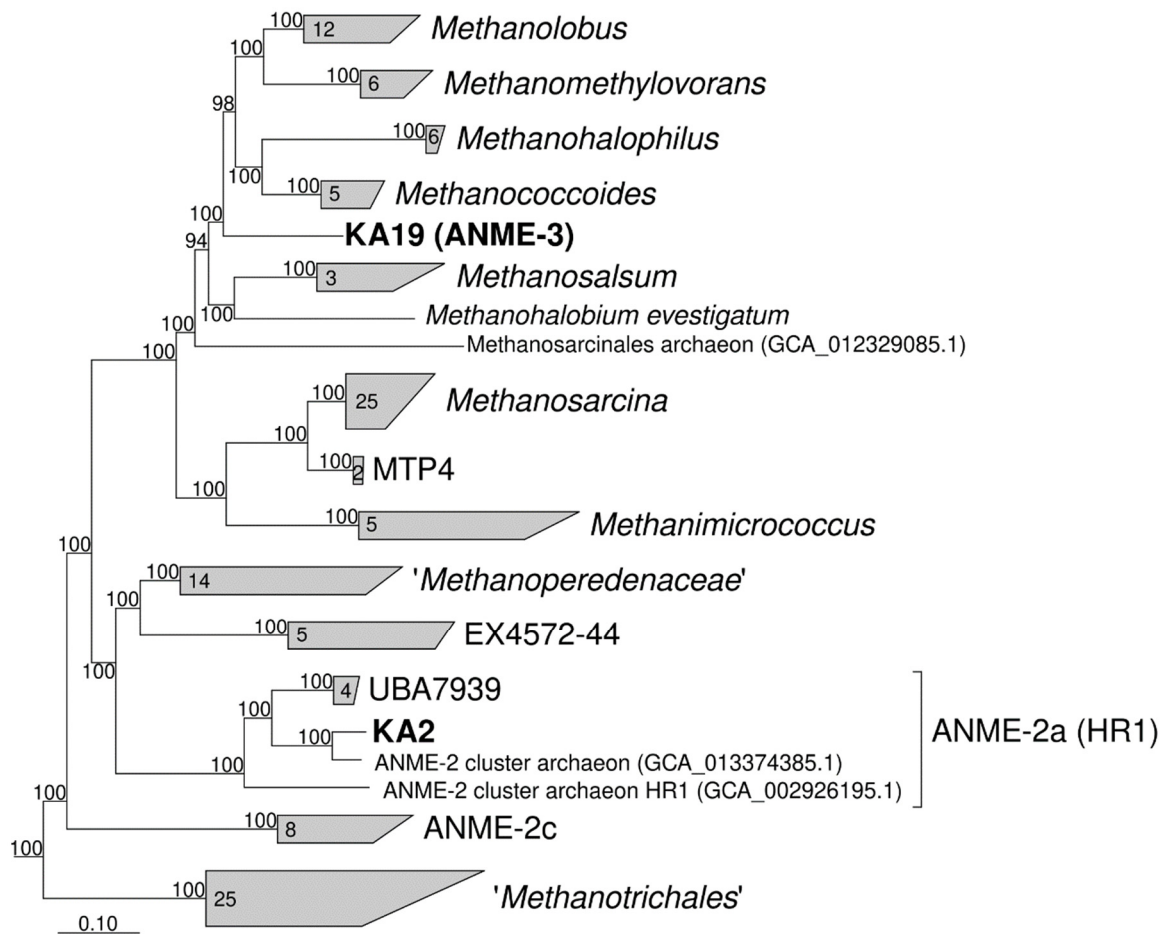 100 12 Methanolobus
100
100 6 Methanomethylovorans
98
100 6 Methanohalophilus
100
100 5 Methanococcoides
100
KA19 (ANME-3)
94
100 3 Methanosalsum
100
Methanohalobium evestigatum
100
Methanosarcinales archaeon (GCA_012329085.1)
100
100 25 Methanosarcina
100
100 2 MTP4
100
100 5 Methanimicrococcus
100
100 14 'Methanoperedenaceae'
100
100 5 EX4572-44
100
100 4 UBA7939
100
KA2
100
ANME-2 cluster archaeon (GCA_013374385.1)
100
ANME-2 cluster archaeon HR1 (GCA_002926195.1)
ANME-2a (HR1)
100
100 8 ANME-2c
100
100 25 'Methanotrichales'
0.10